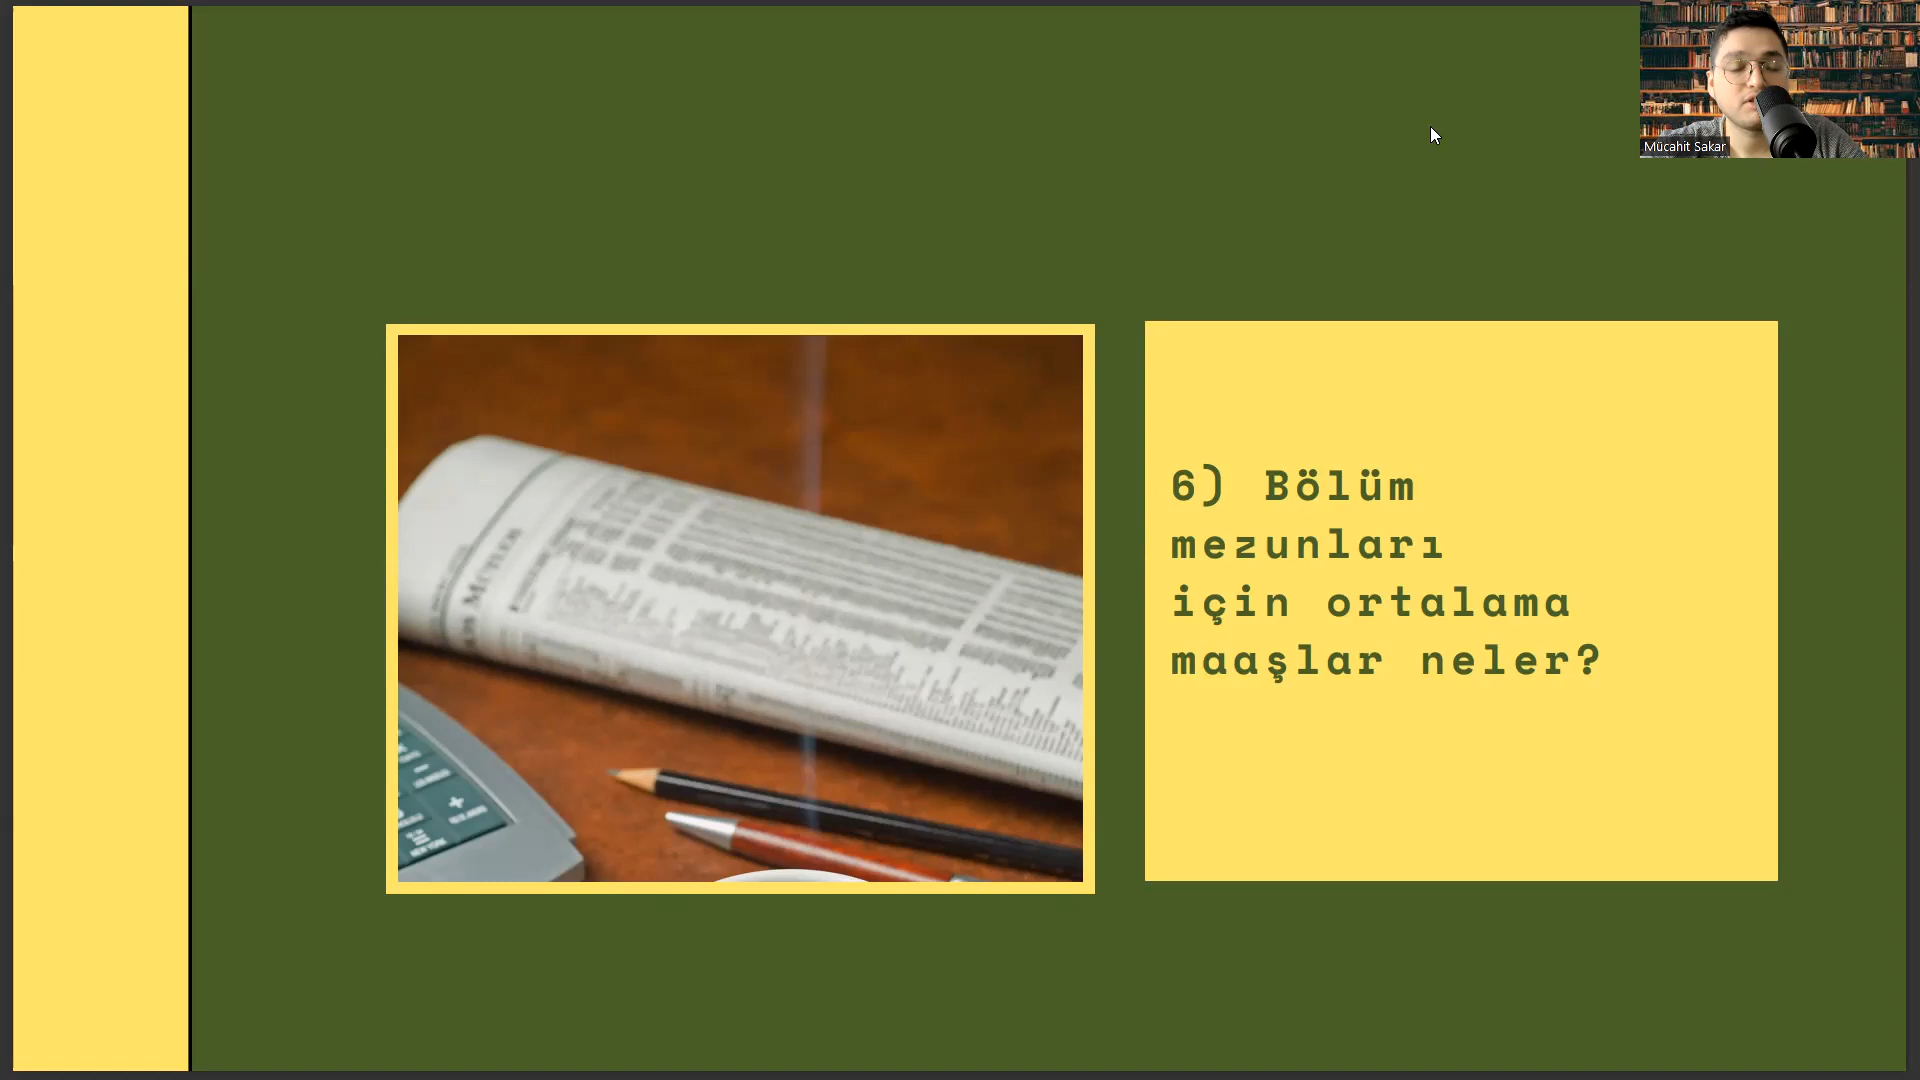 Mücahit Sakar
6) Bölüm
mezunları
için ortalama
maaşlar neler?